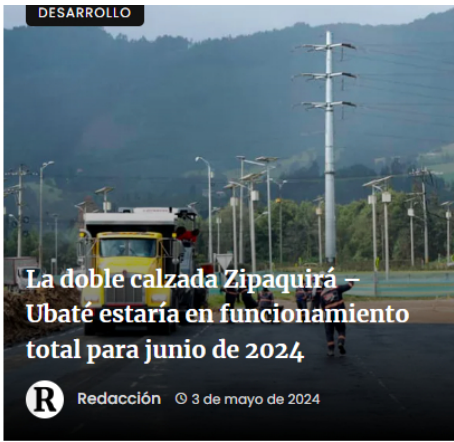 DESARROLLO
La doble calzada Zipaquirá –
Ubaté estaría en funcionamiento
total para junio de 2024
R Redacción 3 de mayo de 2024